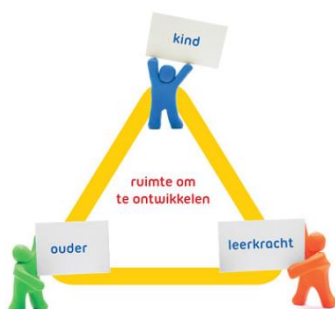 kind
ruimte om
te ontwikkelen
ouder
leerkracht